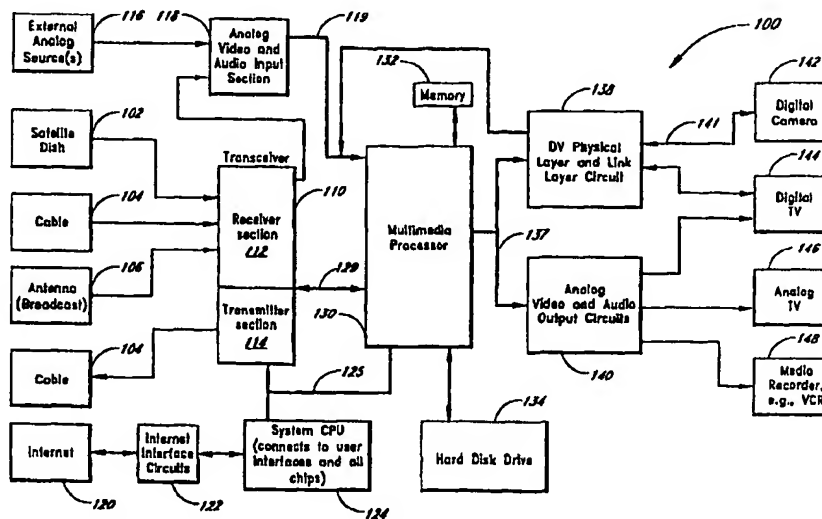 116
118
119
100
External
Analog
Source(s)
Analog
Video and
Audio Input
Section
132
Memory
138
142
102
Satellite
Dish
Transceiver
DV Physical
Layer and Link
Layer Circuit
141
Digital
Camera
144
104
Cable
Receiver
section
112
110
Multimedia
Processor
Digital
TV
106
Antenna
(Broadcast)
129
137
146
Transmitter
section
114
130
Analog
Video and Audio
Output Circuits
Analog
TV
104
Cable
125
140
148
Media
Recorder,
e.g., VCR
134
Internet
Internet
Interface
Circuits
System CPU
(connects to user
interfaces and all
chips)
Hard Disk Drive
120
122
124